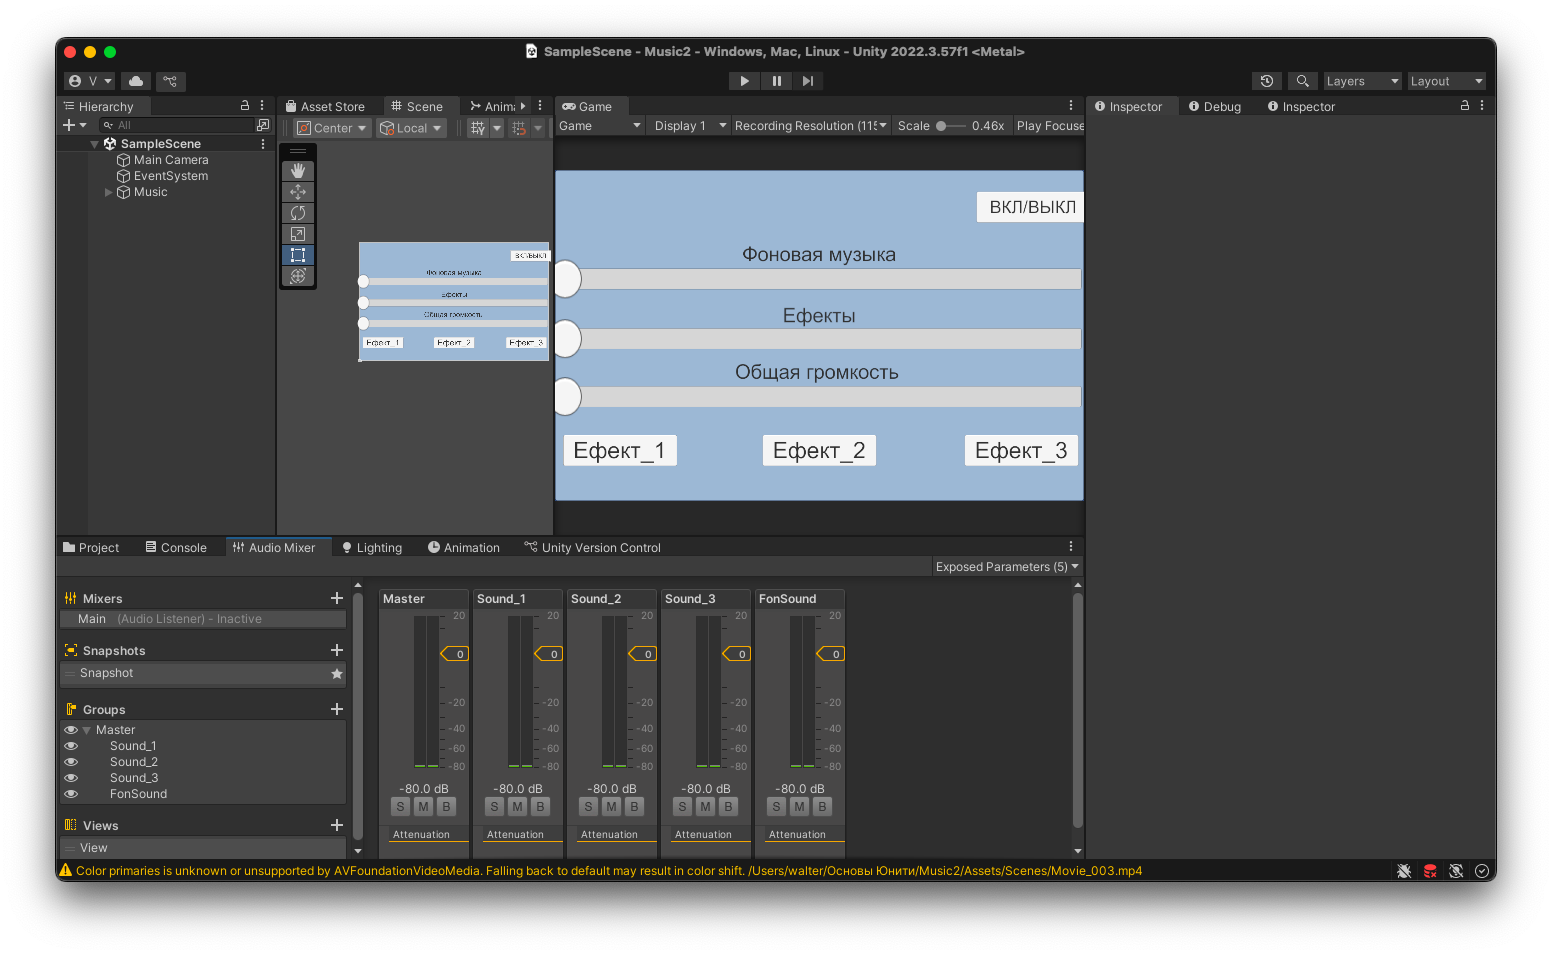 SampleScene - Music2 - Windows, Mac, Linux - Unity 2022.3.57f1 <Metal>
V
Layers
Layout
Hierarchy
All
SampleScene
Main Camera
EventSystem
Music
Asset Store
Scene
Anima
Center
Local
ВКЛ/ВЫКЛ
Фоновая музыка
Ефекты
Общая громкость
Ефект_1
Ефект_2
Ефект_3
Game
Game
Display 1
Recording Resolution (115
Scale
0.46x
Play Focuse
ВКЛ/ВЫКЛ
Фоновая музыка
Ефекты
Общая громкость
Ефект_1
Ефект_2
Ефект_3
Inspector
Debug
Inspector
Project
Console
Audio Mixer
Lighting
Animation
Unity Version Control
Exposed Parameters (5)
Mixers
Main (Audio Listener) - Inactive
Snapshots
Snapshot
Groups
Master
Sound_1
Sound_2
Sound_3
FonSound
Views
View
Master
20
0
-20
-40
-60
-80
-80.0 dB
S M B
Attenuation
Sound_1
20
0
-20
-40
-60
-80
-80.0 dB
S M B
Attenuation
Sound_2
20
0
-20
-40
-60
-80
-80.0 dB
S M B
Attenuation
Sound_3
20
0
-20
-40
-60
-80
-80.0 dB
S M B
Attenuation
FonSound
20
0
-20
-40
-60
-80
-80.0 dB
S M B
Attenuation
Color primaries is unknown or unsupported by AVFoundationVideoMedia. Falling back to default may result in color shift. /Users/walter/Основы Юнити/Music2/Assets/Scenes/Movie_003.mp4